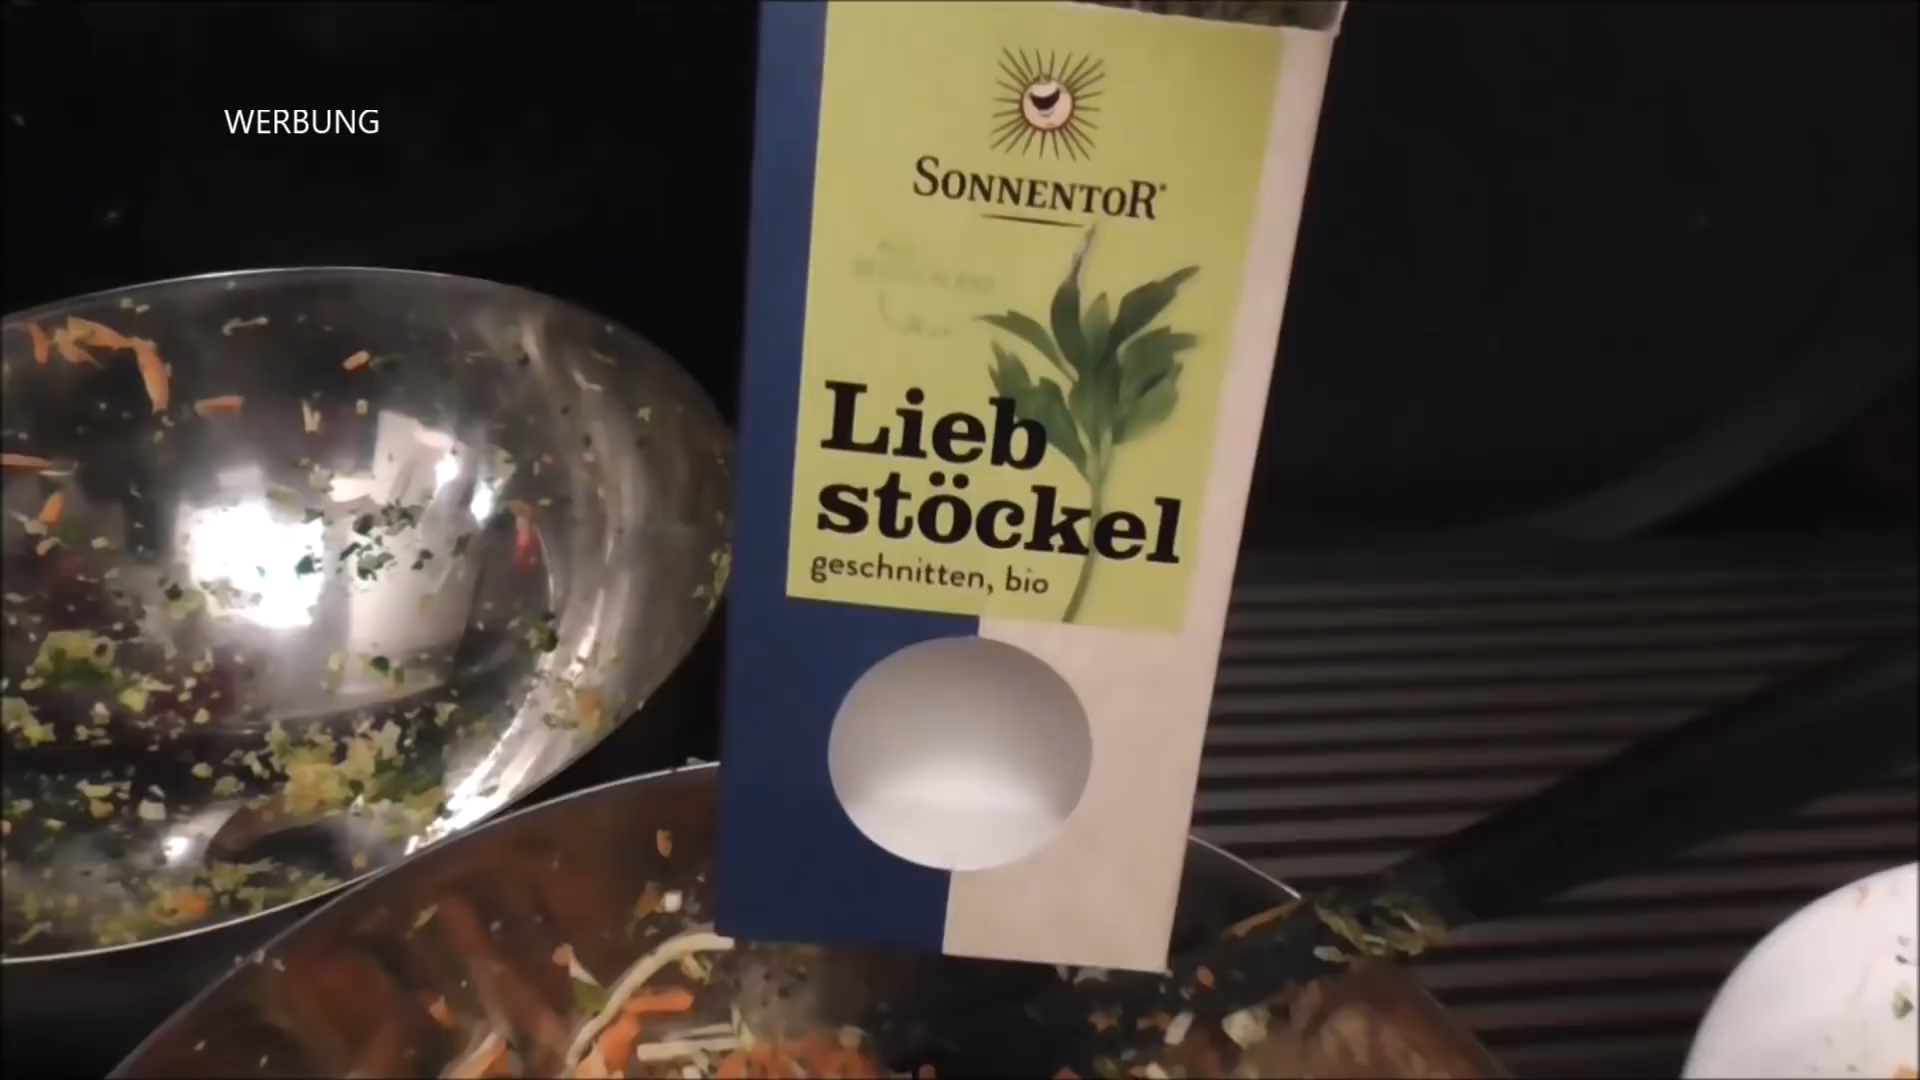 WERBUNG
SONNENTOR®
Lieb
stöckel
geschnitten, bio